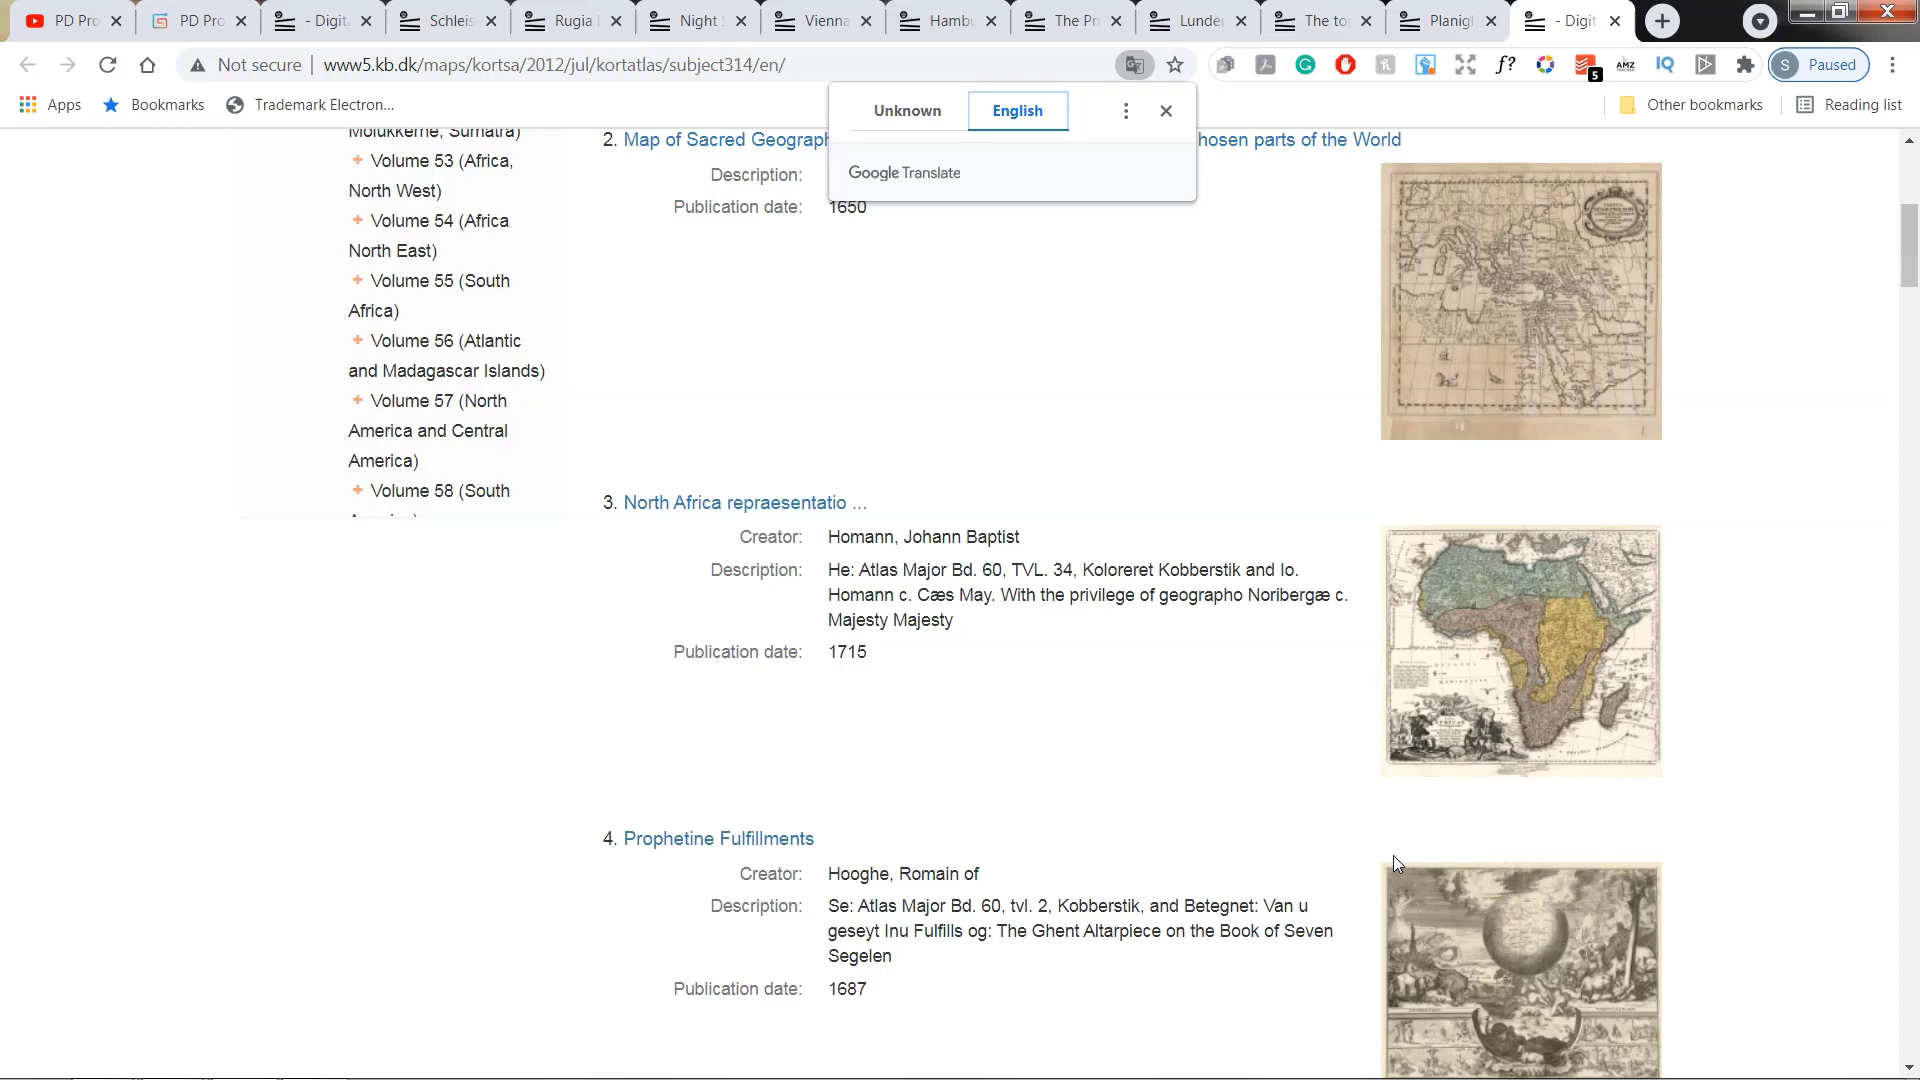 PD Pro
PD Pro
- Digit
Schleis
Rugia
Night
Vienna
Hambu
The Pri
Lunder
The to
Planigl
- Digit
Not secure
www5.kb.dk/maps/kortsa/2012/jul/kortatlas/subject314/en/
f?
5
AMZ
IQ
S Paused
Apps
Bookmarks
Trademark Electron...
Other bookmarks
Reading list
Unknown
English
Google Translate
Molukkerne, Sumatra)
+ Volume 53 (Africa,
North West)
+ Volume 54 (Africa
North East)
+ Volume 55 (South
Africa)
+ Volume 56 (Atlantic
and Madagascar Islands)
+ Volume 57 (North
America and Central
America)
+ Volume 58 (South
2. Map of Sacred Geograph hosen parts of the World
Description:
Publication date: 1650
3. North Africa repraesentatio ...
Creator: Homann, Johann Baptist
Description: He: Atlas Major Bd. 60, TVL. 34, Koloreret Kobberstik and Io.
Homann c. Cæs May. With the privilege of geographo Noribergæ c.
Majesty Majesty
Publication date: 1715
4. Prophetine Fulfillments
Creator: Hooghe, Romain of
Description: Se: Atlas Major Bd. 60, tvl. 2, Kobberstik, and Betegnet: Van u
geseyt Inu Fulfills og: The Ghent Altarpiece on the Book of Seven
Segelen
Publication date: 1687